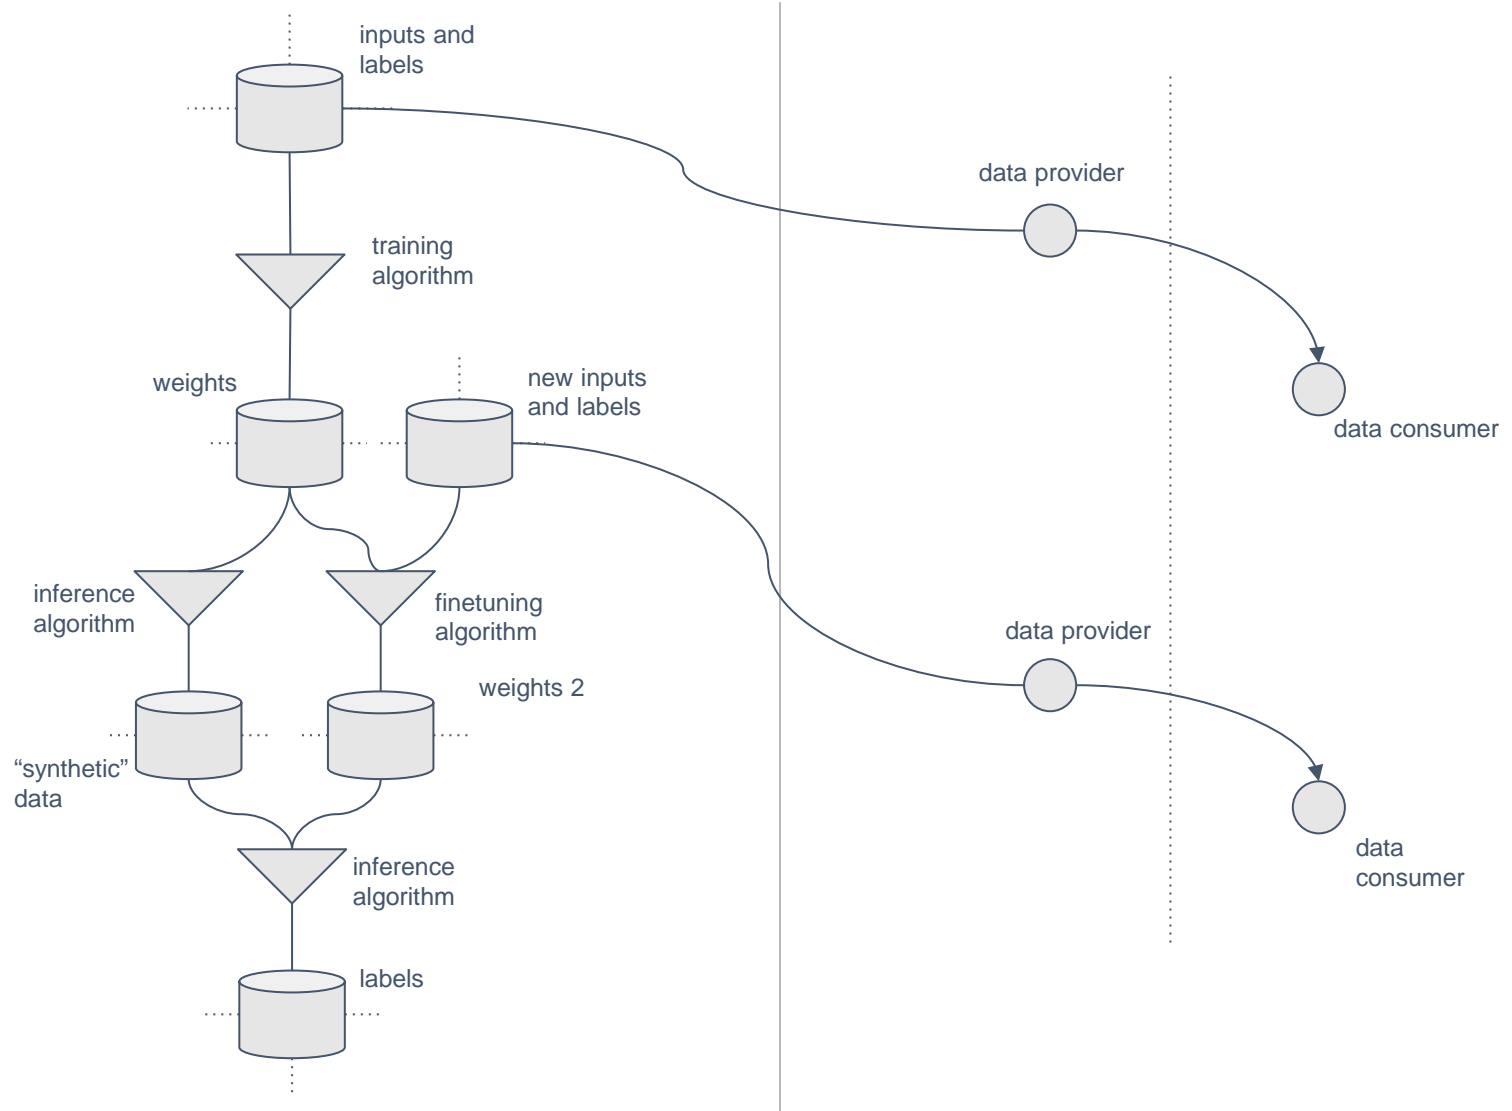 inputs and
labels
data provider
training
algorithm
weights
new inputs
and labels
data consumer
inference
algorithm
finetuning
algorithm
data provider
weights 2
“synthetic”
data
inference
algorithm
data
consumer
labels